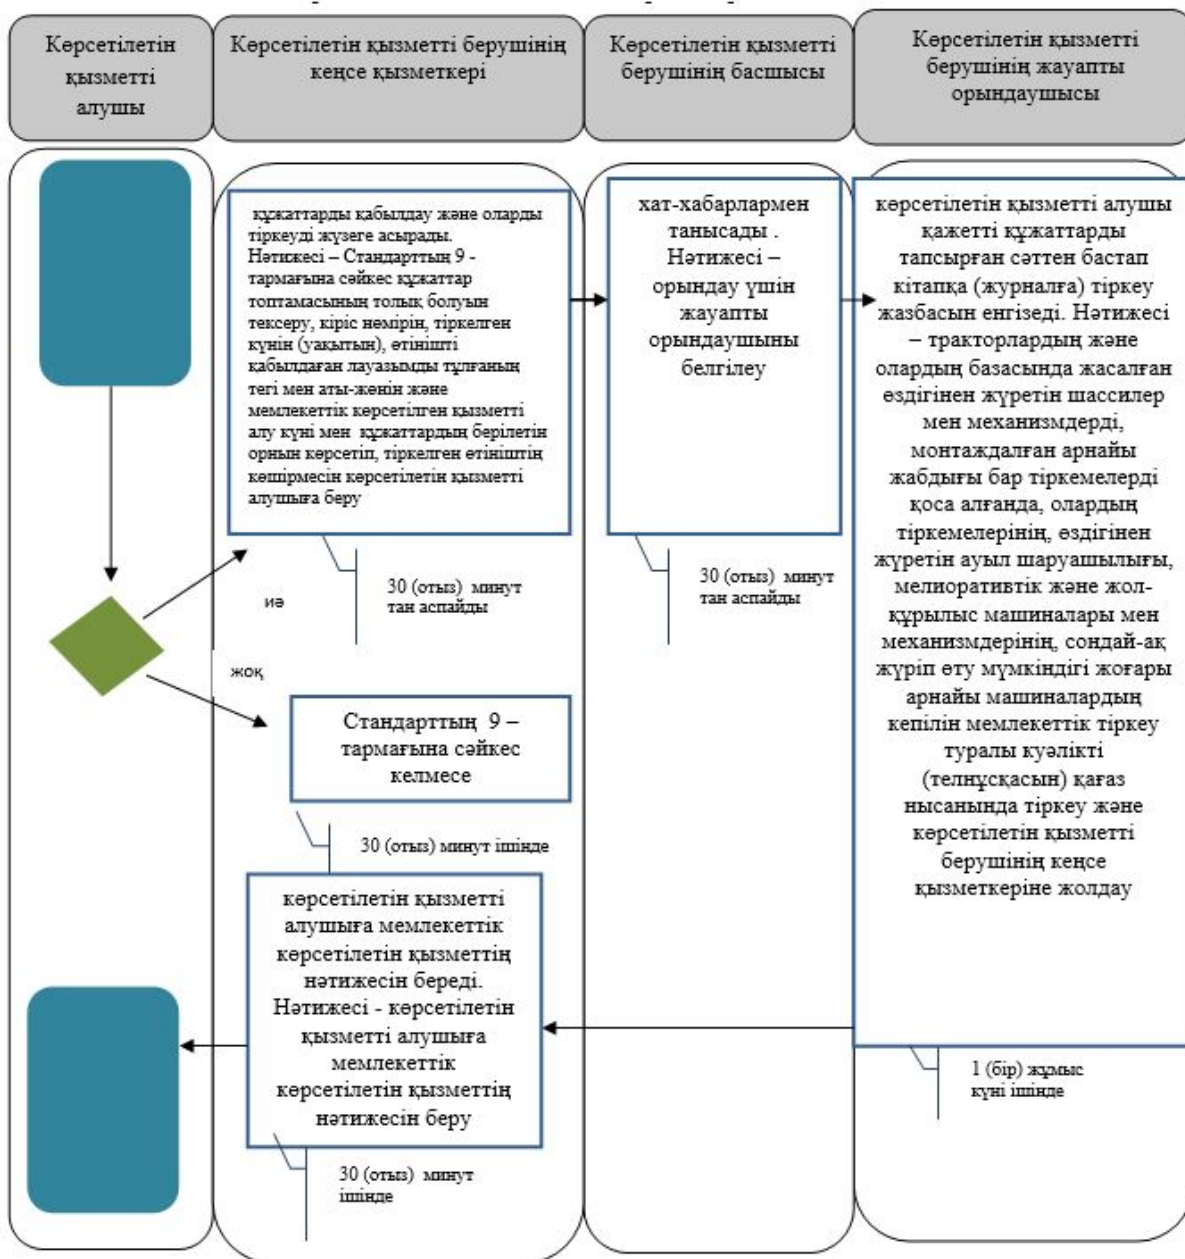 Көрсетілетін
қызметті
алушы
Көрсетілетін қызметті берушінің
кеңсе қызметкері
Көрсетілетін қызметті
берушінің басшысы
Көрсетілетін қызметті
берушінің жауапты
орындаушысы
құжаттарды қабылдау және оларды
тіркеуді жүзеге асырады.
Нәтижесі – Стандарттың 9 -
тармағына сәйкес құжаттар
топтамасының толық болуын
тексеру, кіріс нөмірін, тіркелген
күнін (уақытын), өтінішті
қабылдаған лауазымды тұлғаның
тегі мен аты-жөнін және
мемлекеттік көрсетілген қызметті
алу күні мен құжаттардың берілетін
орнын көрсетіп, тіркелген өтініштің
көшірмесін көрсетілетін қызметті
алушыға беру
30 (отыз) минут
тан аспайды
иә
жоқ
Стандарттың 9 –
тармағына сәйкес
келмесе
30 (отыз) минут ішінде
көрсетілетін қызметті
алушыға мемлекеттік
көрсетілетін қызметтің
нәтижесін береді.
Нәтижесі - көрсетілетін
қызметті алушыға
мемлекеттік
көрсетілетін қызметтің
нәтижесін беру
30 (отыз) минут
ішінде
хат-хабарлармен
танысады .
Нәтижесі –
орындау үшін
жауапты
орындаушыны
белгілеу
30 (отыз) минут
тан аспайды
көрсетілетін қызметті алушы
қажетті құжаттарды
тапсырған сәттен бастап
кітапқа (журналға) тіркеу
жазбасын енгізеді. Нәтижесі
– тракторлардың және
олардың базасында жасалған
өздігінен жүретін шассилер
мен механизмдерді,
монтаждалған арнайы
жабдығы бар тіркемелерді
қоса алғанда, олардың
тіркемелерінің, өздігінен
жүретін ауыл шаруашылығы,
мелиоративтік және жол-
құрылыс машиналары мен
механизмдерінің, сондай-ақ
жүріп өту мүмкіндігі жоғары
арнайы машиналардың
кепілін мемлекеттік тіркеу
туралы куәлікті
(телнұсқасын) қағаз
нысанында тіркеу және
көрсетілетін қызметті
берушінің кеңсе
қызметкеріне жолдау
1 (бір) жұмыс
күні ішінде